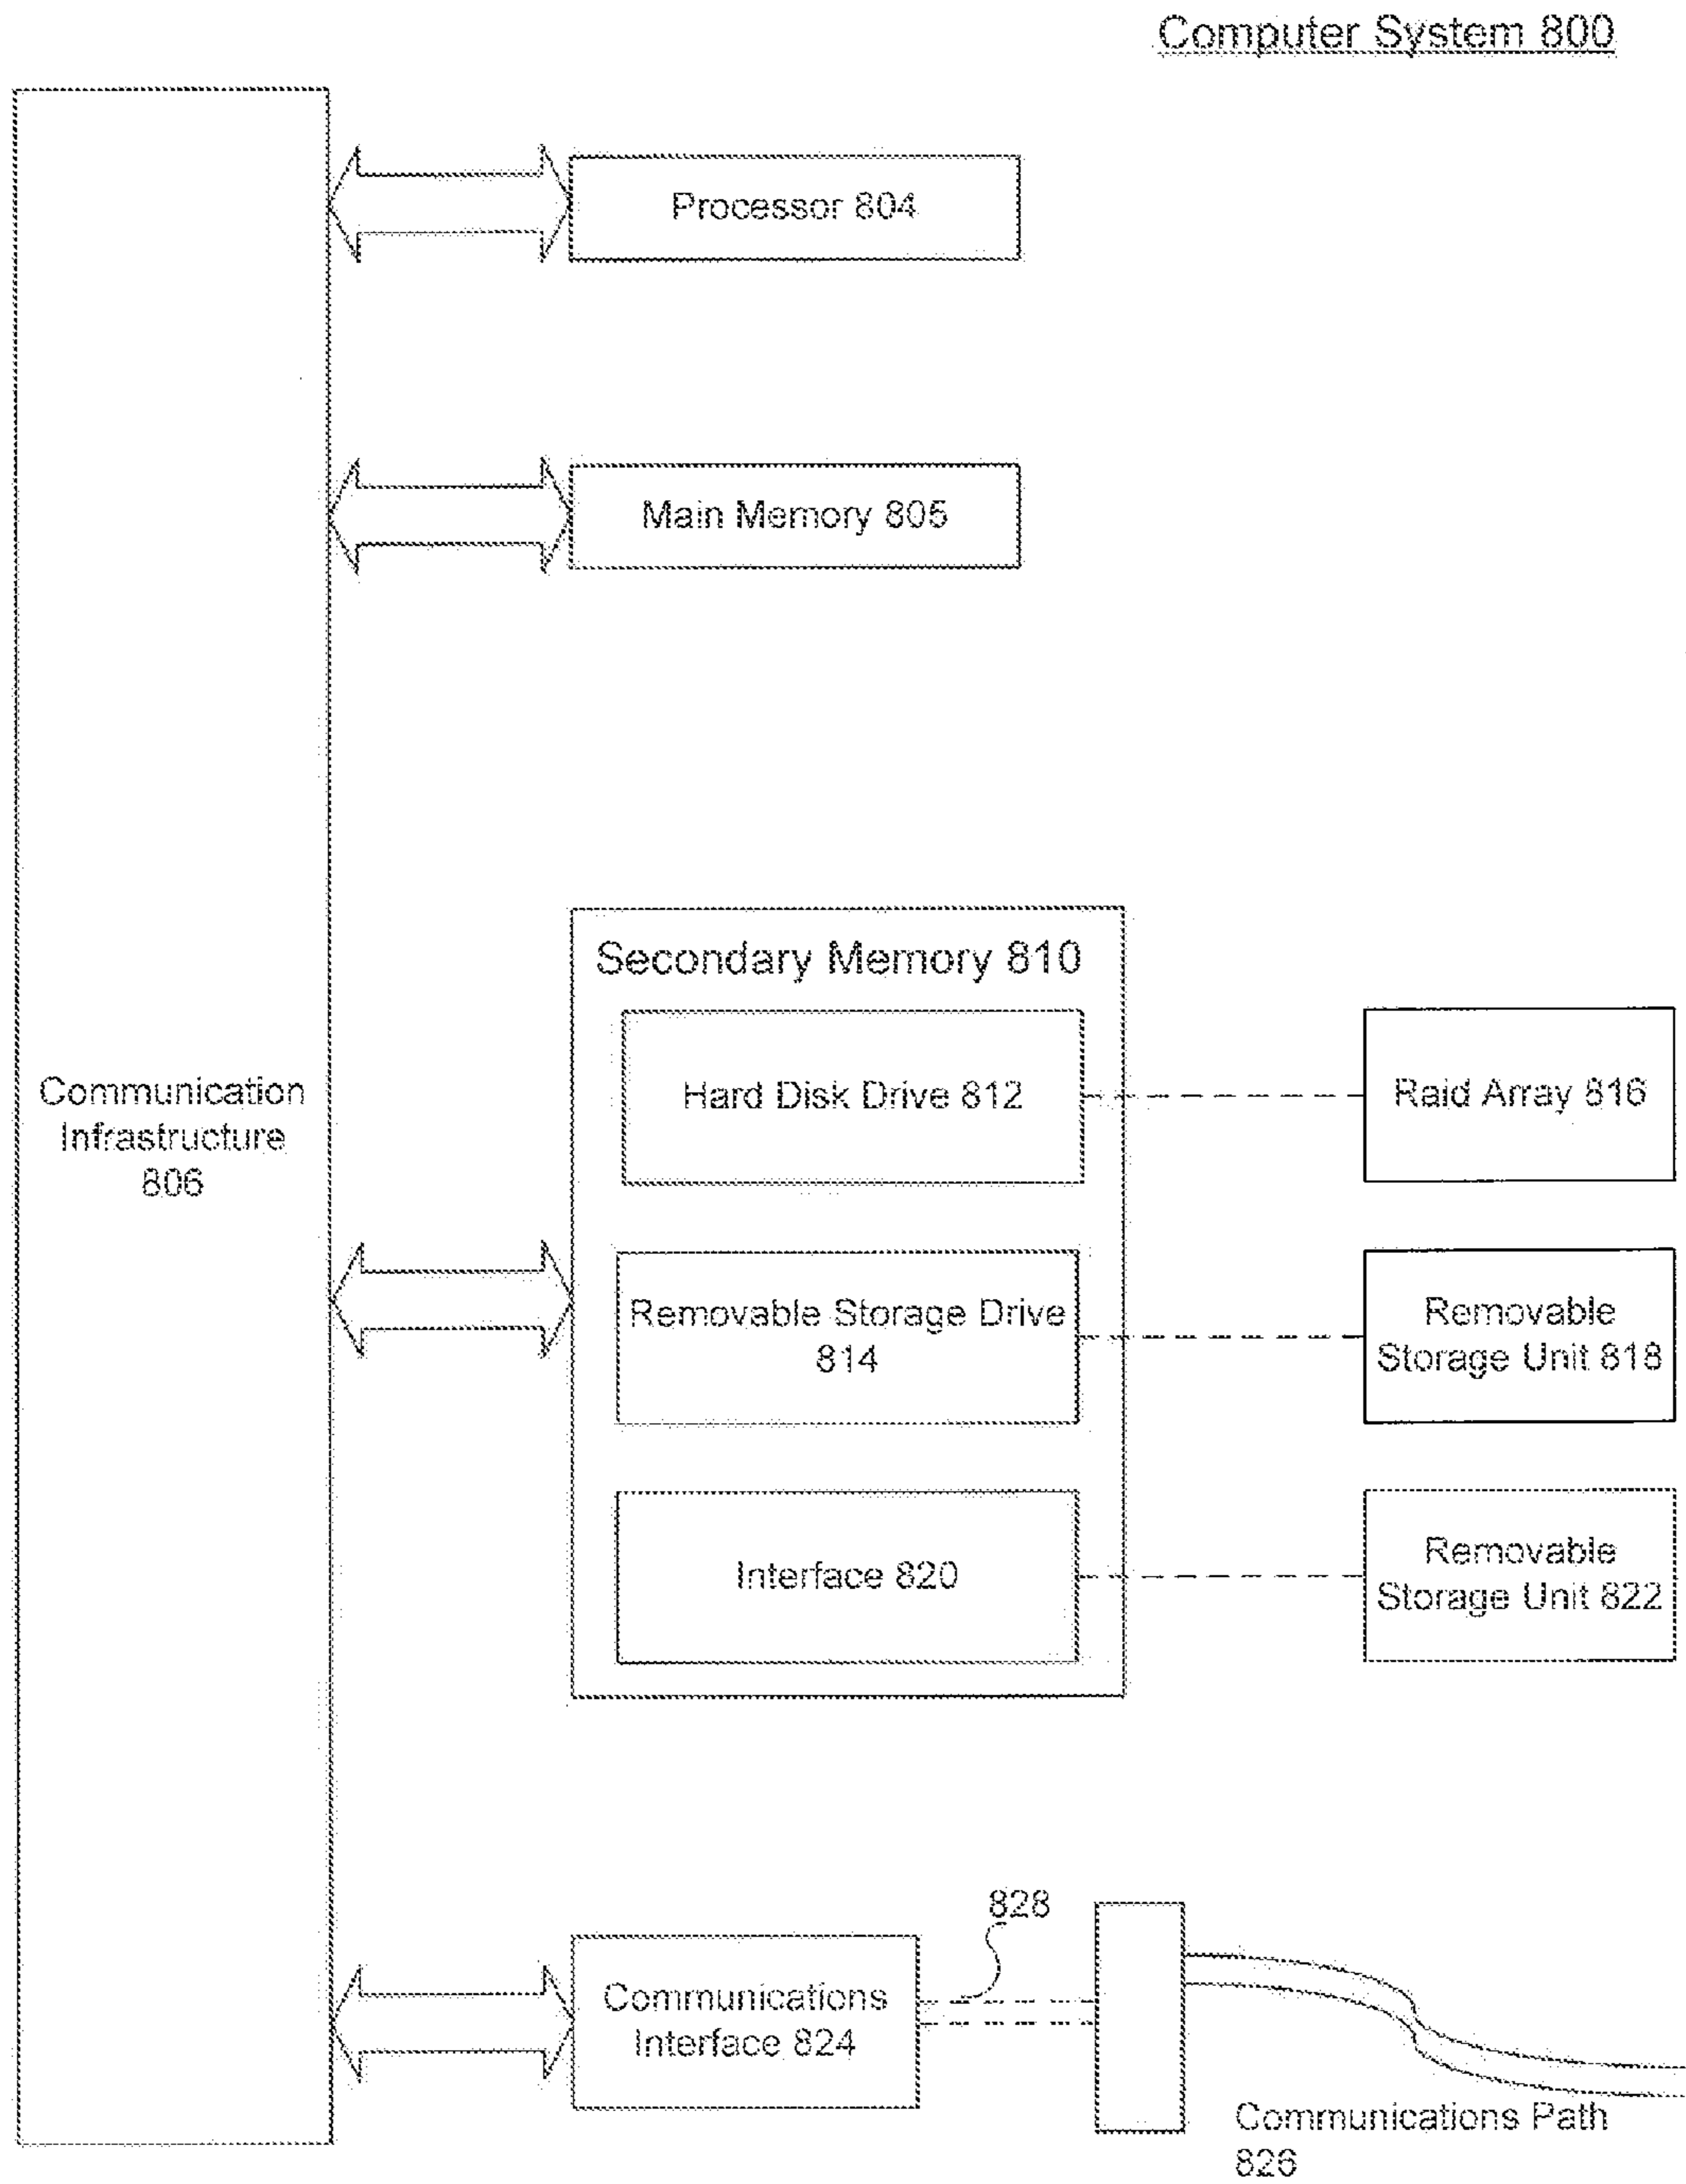 Computer System 800
Processor 804
Main Memory 805
Secondary Memory 810
Hard Disk Drive 812
Raid Array 816
Communication
Infrastructure
806
Removable Storage Drive
814
Removable
Storage Unit 818
Interface 820
Removable
Storage Unit 822
828
Communications
Interface 824
Communications Path
826